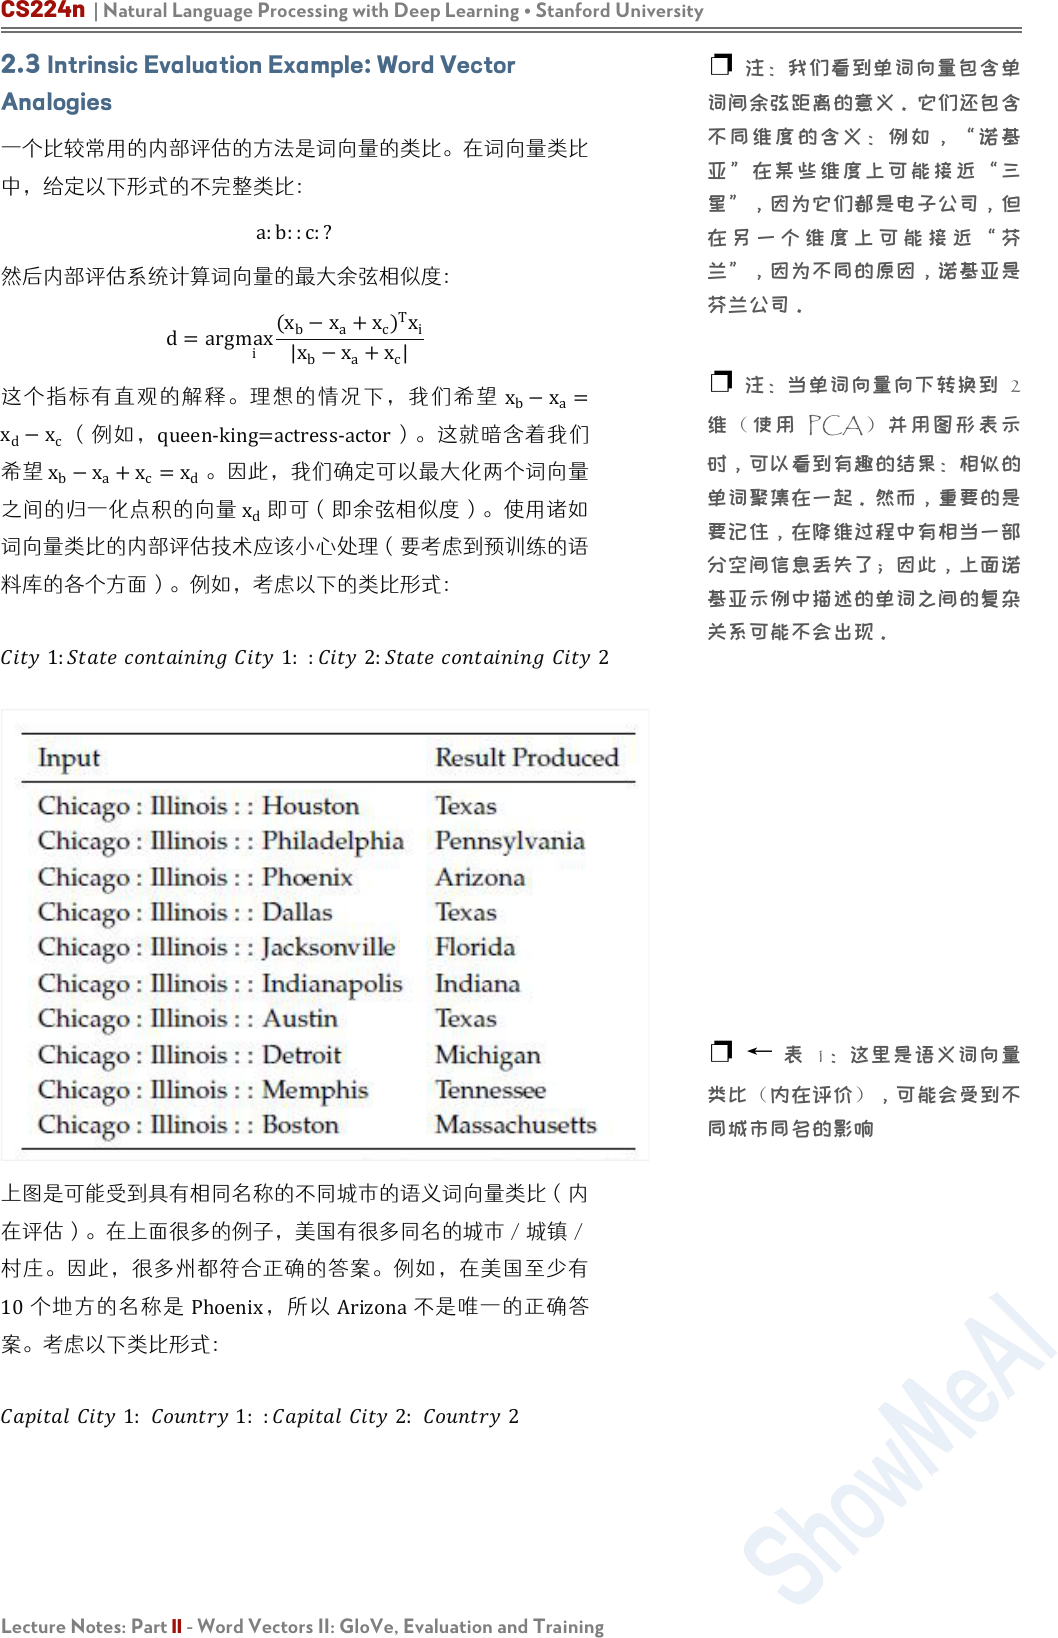 CS224n | Natural Language Processing with Deep Learning • Stanford University
2.3 Intrinsic Evaluation Example: Word Vector
Analogies
一个比较常用的内部评估的方法是词向量的类比。在词向量类比
中，给定以下形式的不完整类比：
a: b: : c: ?
然后内部评估系统计算词向量的最大余弦相似度：
d = argmax_i (x_b − x_a + x_c)^T x_i / |x_b − x_a + x_c|
这个指标有直观的解释。理想的情况下，我们希望 x_b − x_a =
x_d − x_c（例如，queen-king=actress-actor）。这就暗含着我们
希望 x_b − x_a + x_c = x_d 。因此，我们确定可以最大化两个词向量
之间的归一化点积的向量 x_d 即可（即余弦相似度）。使用诸如
词向量类比的内部评估技术应该小心处理（要考虑到预训练的语
料库的各个方面）。例如，考虑以下的类比形式：
City 1: State containing City 1: : City 2: State containing City 2
Input Result Produced
Chicago : Illinois : : Houston Texas
Chicago : Illinois : : Philadelphia Pennsylvania
Chicago : Illinois : : Phoenix Arizona
Chicago : Illinois : : Dallas Texas
Chicago : Illinois : : Jacksonville Florida
Chicago : Illinois : : Indianapolis Indiana
Chicago : Illinois : : Austin Texas
Chicago : Illinois : : Detroit Michigan
Chicago : Illinois : : Memphis Tennessee
Chicago : Illinois : : Boston Massachusetts
上图是可能受到具有相同名称的不同城市的语义词向量类比（内
在评估）。在上面很多的例子，美国有很多同名的城市／城镇／
村庄。因此，很多州都符合正确的答案。例如，在美国至少有
10 个地方的名称是 Phoenix，所以 Arizona 不是唯一的正确答
案。考虑以下类比形式：
Capital City 1: Country 1: : Capital City 2: Country 2
❐ 注：我们看到单词向量包含单
词间余弦距离的意义．它们还包含
不同维度的含义：例如，“诺基
亚”在某些维度上可能接近“三
星”，因为它们都是电子公司，但
在另一个维度上可能接近“芬
兰”，因为不同的原因，诺基亚是
芬兰公司．
❐ 注：当单词向量向下转换到 2
维（使用 PCA）并用图形表示
时，可以看到有趣的结果：相似的
单词聚集在一起．然而，重要的是
要记住，在降维过程中有相当一部
分空间信息丢失了；因此，上面诺
基亚示例中描述的单词之间的复杂
关系可能不会出现．
❐ ← 表 1：这里是语义词向量
类比（内在评价），可能会受到不
同城市同名的影响
ShowMeAI
Lecture Notes: Part II - Word Vectors II: GloVe, Evaluation and Training